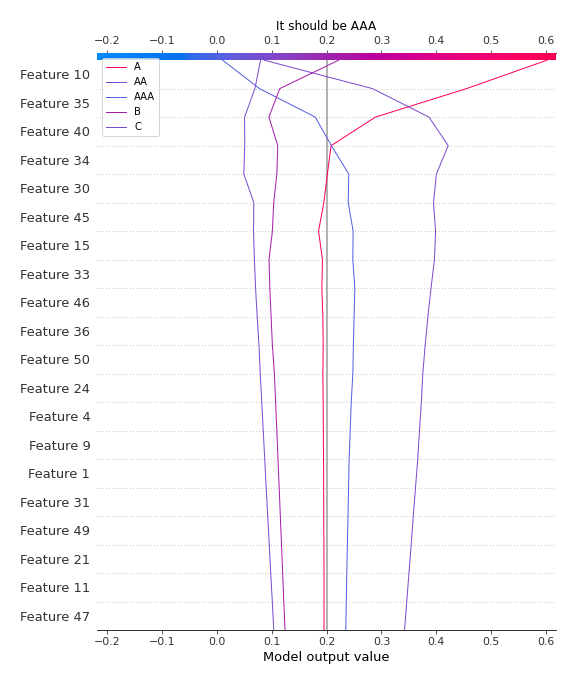 It should be AAA
−0.2 −0.1 0.0 0.1 0.2 0.3 0.4 0.5 0.6
A
AA
AAA
B
C
Feature 10
Feature 35
Feature 40
Feature 34
Feature 30
Feature 45
Feature 15
Feature 33
Feature 46
Feature 36
Feature 50
Feature 24
Feature 4
Feature 9
Feature 1
Feature 31
Feature 49
Feature 21
Feature 11
Feature 47
−0.2 −0.1 0.0 0.1 0.2 0.3 0.4 0.5 0.6
Model output value